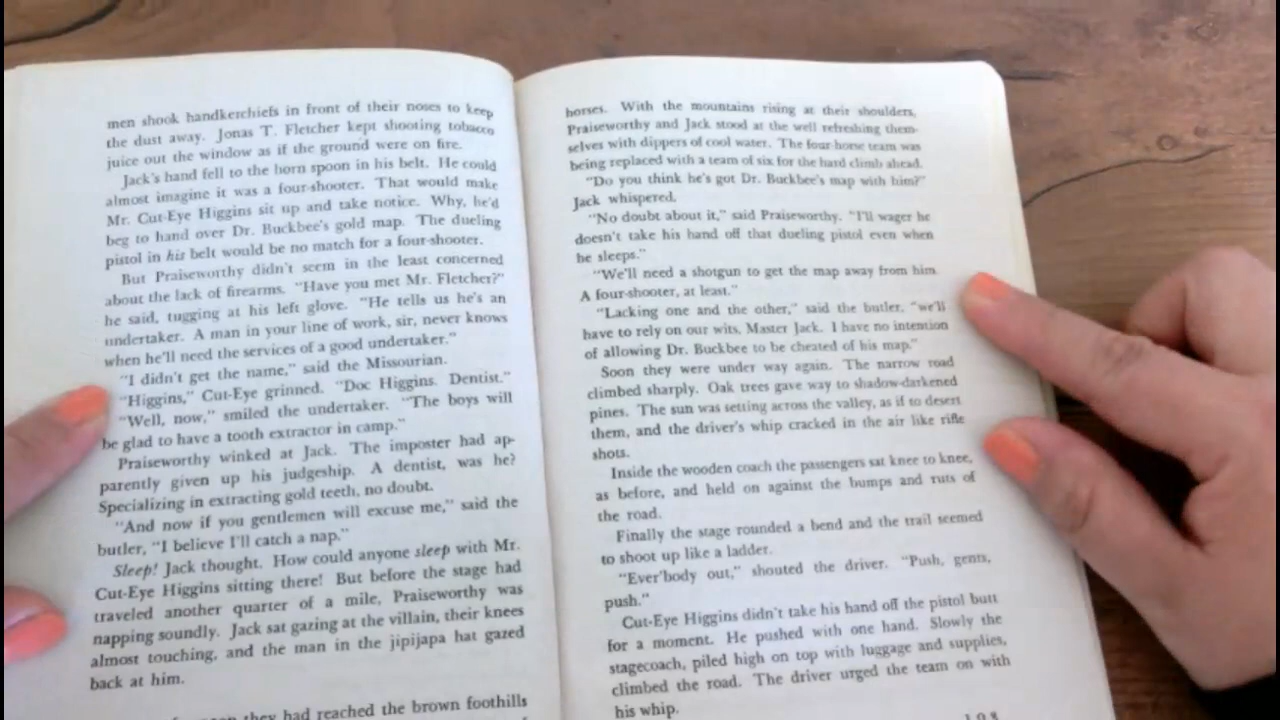 men shook handkerchiefs in front of their noses to keep
the dust away. Jonas T. Fletcher kept shooting tobacco
juice out the window as if the ground were on fire.
Jack's hand fell to the horn spoon in his belt. He could
almost imagine it was a four-shooter. That would make
Mr. Cut-Eye Higgins sit up and take notice. Why, he'd
beg to hand over Dr. Buckbee's gold map. The dueling
pistol in his belt would be no match for a four-shooter.
But Praiseworthy didn't seem in the least concerned
about the lack of firearms. "Have you met Mr. Fletcher?"
he said, tugging at his left glove. "He tells us he's an
undertaker. A man in your line of work, sir, never knows
when he'll need the services of a good undertaker."
"I didn't get the name," said the Missourian.
"Higgins," Cut-Eye grinned. "Doc Higgins. Dentist."
"Well, now," smiled the undertaker. "The boys will
be glad to have a tooth extractor in camp."
Praiseworthy winked at Jack. The imposter had ap-
parently given up his judgeship. A dentist, was he?
Specializing in extracting gold teeth, no doubt.
"And now if you gentlemen will excuse me," said the
butler, "I believe I'll catch a nap."
Sleep! Jack thought. How could anyone sleep with Mr.
Cut-Eye Higgins sitting there! But before the stage had
traveled another quarter of a mile, Praiseworthy was
napping soundly. Jack sat gazing at the villain, their knees
almost touching, and the man in the jipijapa hat gazed
back at him.
they had reached the brown foothills
horses. With the mountains rising at their shoulders,
Praiseworthy and Jack stood at the well refreshing them-
selves with dippers of cool water. The four-horse team was
being replaced with a team of six for the hard climb ahead.
"Do you think he's got Dr. Buckbee's map with him?"
Jack whispered.
"No doubt about it," said Praiseworthy. "I'll wager he
doesn't take his hand off that dueling pistol even when
he sleeps."
"We'll need a shotgun to get the map away from him.
A four-shooter, at least."
"Lacking one and the other," said the butler, "we'll
have to rely on our wits, Master Jack. I have no intention
of allowing Dr. Buckbee to be cheated of his map."
Soon they were under way again. The narrow road
climbed sharply. Oak trees gave way to shadow-darkened
pines. The sun was setting across the valley, as if to desert
them, and the driver's whip cracked in the air like rifle
shots.
Inside the wooden coach the passengers sat knee to knee,
as before, and held on against the bumps and ruts of
the road.
Finally the stage rounded a bend and the trail seemed
to shoot up like a ladder.
"Ever'body out," shouted the driver. "Push, gents,
push."
Cut-Eye Higgins didn't take his hand off the pistol butt
for a moment. He pushed with one hand. Slowly the
stagecoach, piled high on top with luggage and supplies,
climbed the road. The driver urged the team on with
his whip.